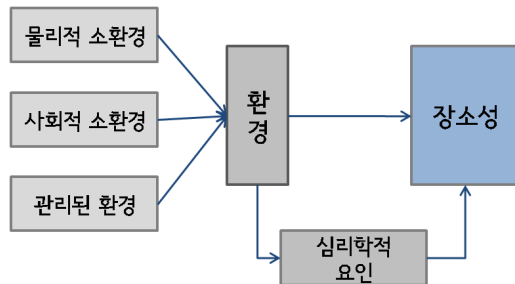 물리적 소환경
사회적 소환경
관리된 환경
환
경
장소성
심리학적
요인